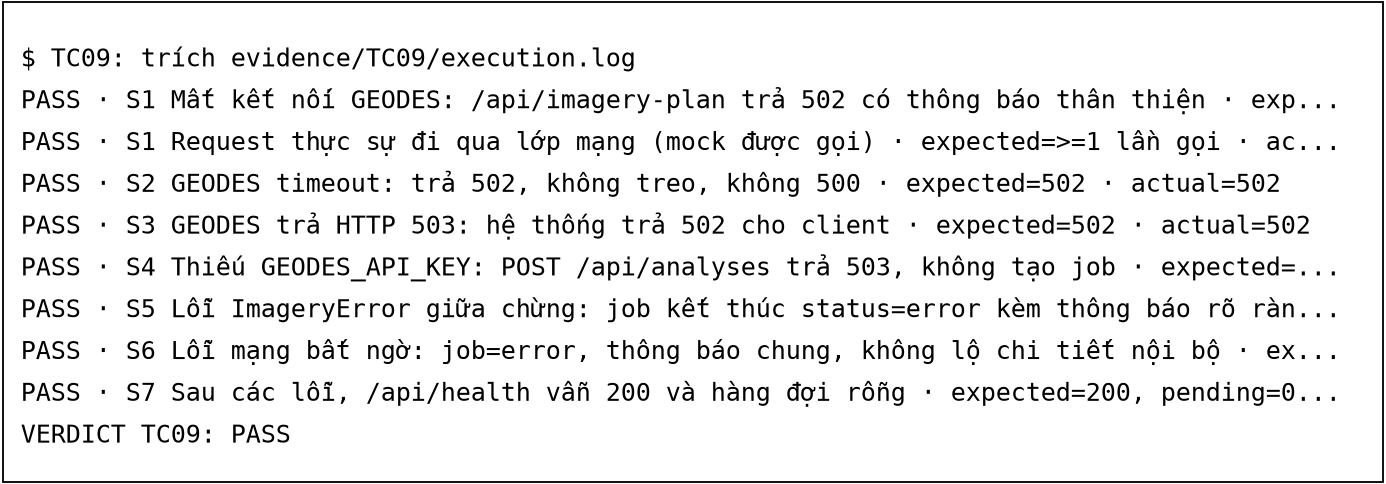 $ TC09: trích evidence/TC09/execution.log
PASS · S1 Mất kết nối GEODES: /api/imagery-plan trả 502 có thông báo thân thiện · exp...
PASS · S1 Request thực sự đi qua lớp mạng (mock được gọi) · expected=>=1 lần gọi · ac...
PASS · S2 GEODES timeout: trả 502, không treo, không 500 · expected=502 · actual=502
PASS · S3 GEODES trả HTTP 503: hệ thống trả 502 cho client · expected=502 · actual=502
PASS · S4 Thiếu GEODES_API_KEY: POST /api/analyses trả 503, không tạo job · expected=...
PASS · S5 Lỗi ImageryError giữa chừng: job kết thúc status=error kèm thông báo rõ ràn...
PASS · S6 Lỗi mạng bất ngờ: job=error, thông báo chung, không lộ chi tiết nội bộ · ex...
PASS · S7 Sau các lỗi, /api/health vẫn 200 và hàng đợi rỗng · expected=200, pending=0...
VERDICT TC09: PASS